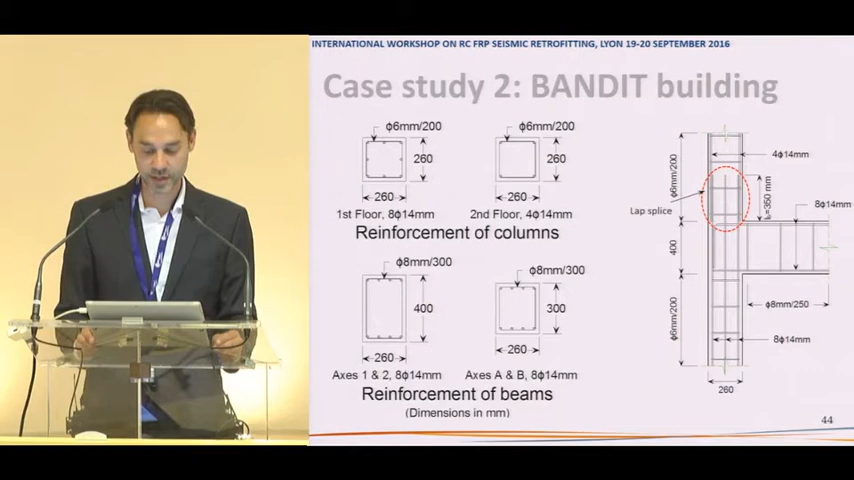 INTERNATIONAL WORKSHOP ON RC FRP SEISMIC RETROFITTING, LYON 19-20 SEPTEMBER 2016
Case study 2: BANDIT building
ϕ6mm/200
260
260
1st Floor, 8ϕ14mm
ϕ6mm/200
260
260
2nd Floor, 4ϕ14mm
Reinforcement of columns
ϕ8mm/300
400
260
Axes 1 & 2, 8ϕ14mm
ϕ8mm/300
300
260
Axes A & B, 8ϕ14mm
Reinforcement of beams
(Dimensions in mm)
4ϕ14mm
ϕ6mm/200
Lap splice
lb=350 mm
8ϕ14mm
400
ϕ8mm/250
ϕ6mm/200
8ϕ14mm
260
44